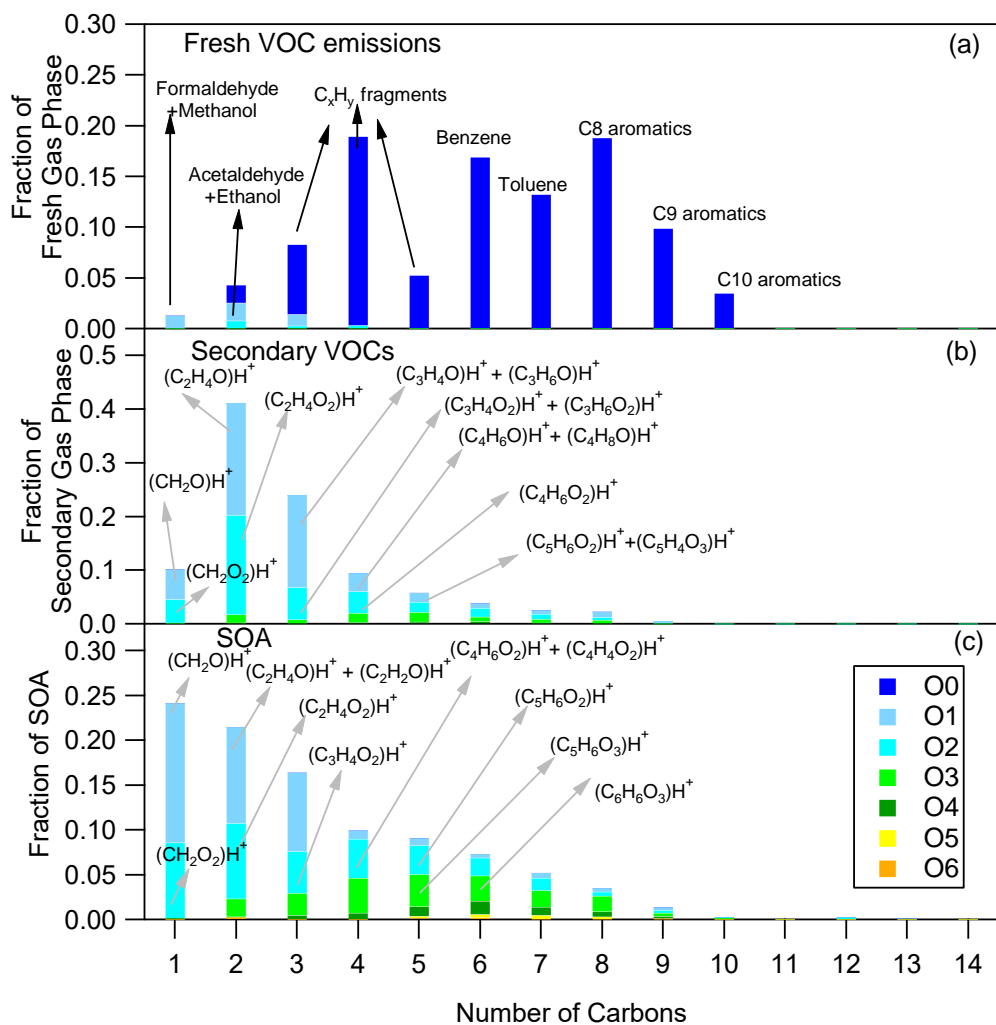 Fresh VOC emissions
(a)
Fraction of
Fresh Gas Phase
0.30
0.25
0.20
0.15
0.10
0.05
0.00
Formaldehyde
+Methanol
Acetaldehyde
+Ethanol
CₓHᵧ fragments
Benzene
Toluene
C8 aromatics
C9 aromatics
C10 aromatics
Secondary VOCs
(b)
Fraction of
Secondary Gas Phase
0.5
0.4
0.3
0.2
0.1
0.0
(C₂H₄O)H⁺
(C₂H₄O₂)H⁺
(CH₂O)H⁺
(CH₂O₂)H⁺
(C₃H₄O)H⁺ + (C₃H₆O)H⁺
(C₃H₄O₂)H⁺ + (C₃H₆O₂)H⁺
(C₄H₆O)H⁺ + (C₄H₈O)H⁺
(C₄H₆O₂)H⁺
(C₅H₆O₂)H⁺ +(C₅H₄O₃)H⁺
SOA
(c)
Fraction of SOA
0.30
0.25
0.20
0.15
0.10
0.05
0.00
(CH₂O)H⁺
(C₂H₄O)H⁺ + (C₂H₂O)H⁺
(C₂H₄O₂)H⁺
(C₃H₄O₂)H⁺
(CH₂O₂)H⁺
(C₄H₆O₂)H⁺ + (C₄H₄O₂)H⁺
(C₅H₆O₂)H⁺
(C₅H₆O₃)H⁺
(C₆H₆O₃)H⁺
O0
O1
O2
O3
O4
O5
O6
1 2 3 4 5 6 7 8 9 10 11 12 13 14
Number of Carbons